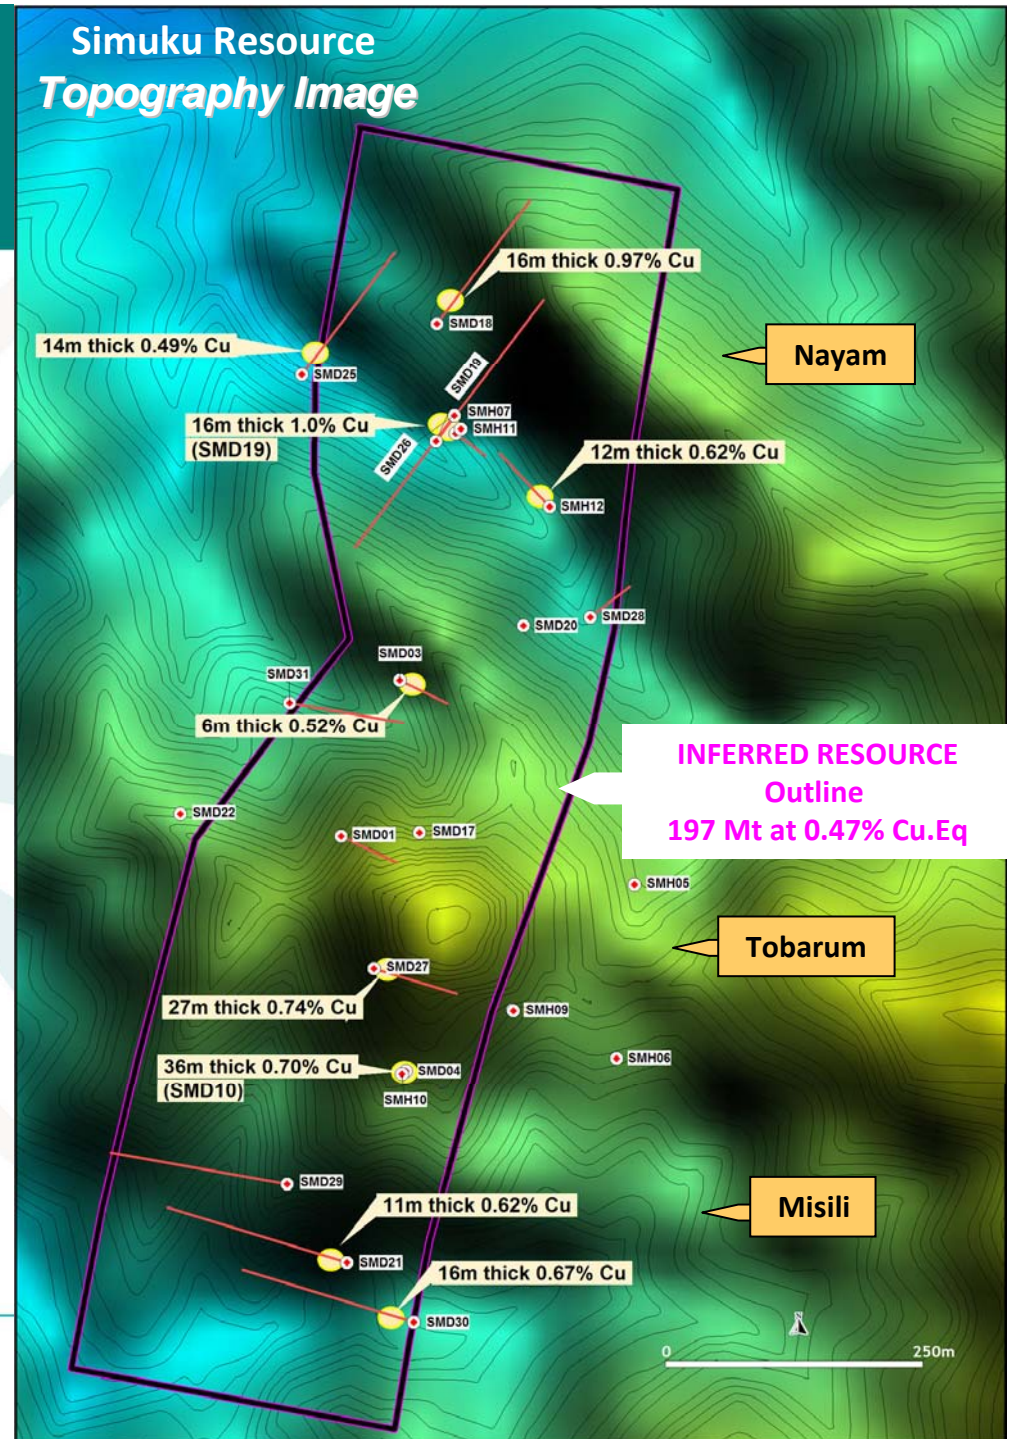 Simuku Resource
Topography Image
16m thick 0.97% Cu
SMD18
14m thick 0.49% Cu
SMD25
Nayam
SMD19
SMH07
16m thick 1.0% Cu
(SMD19)
SMH11
SMD26
12m thick 0.62% Cu
SMH12
SMD28
SMD20
SMD03
SMD31
6m thick 0.52% Cu
INFERRED RESOURCE
Outline
197 Mt at 0.47% Cu.Eq
SMD22
SMD01
SMD17
SMH05
Tobarum
SMD27
27m thick 0.74% Cu
SMH09
SMH06
36m thick 0.70% Cu
(SMD10)
SMD04
SMH10
SMD29
11m thick 0.62% Cu
Misili
SMD21
16m thick 0.67% Cu
SMD30
0 250m